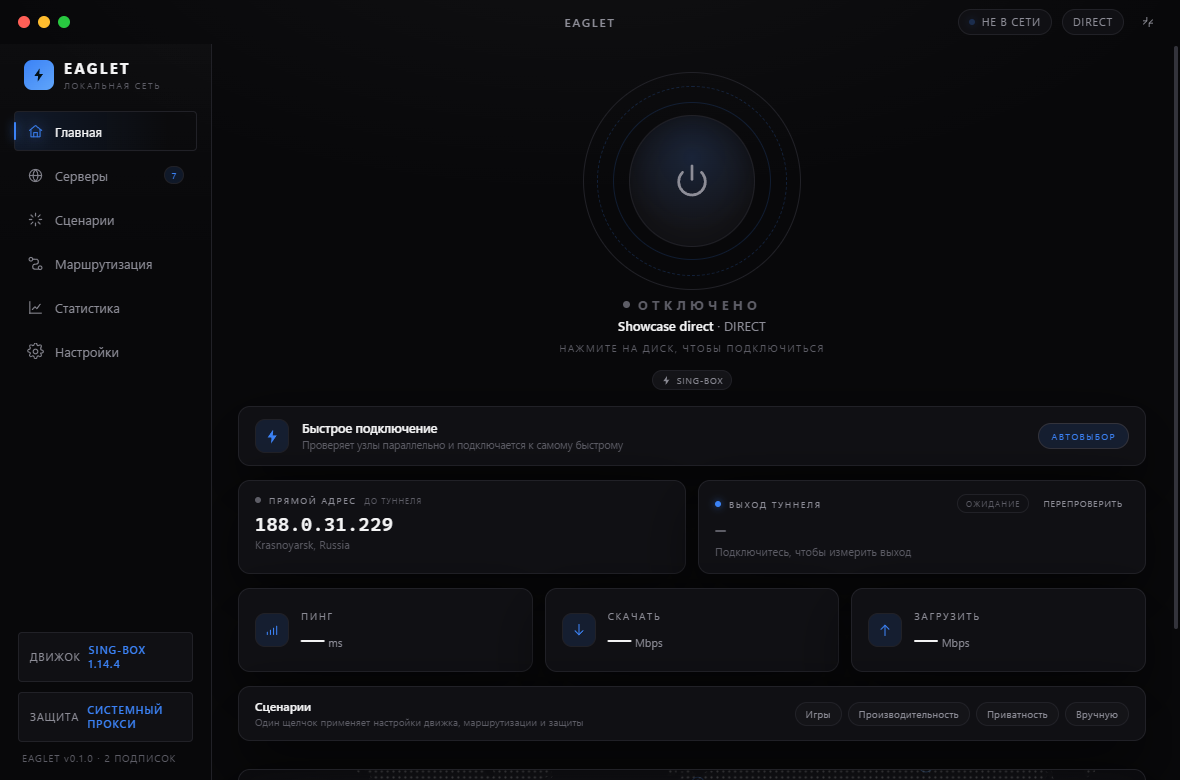 EAGLET
НЕ В СЕТИ
DIRECT
EAGLET
ЛОКАЛЬНАЯ СЕТЬ
Главная
Серверы 7
Сценарии
Маршрутизация
Статистика
Настройки
ДВИЖОК SING-BOX 1.14.4
ЗАЩИТА СИСТЕМНЫЙ ПРОКСИ
EAGLET v0.1.0 · 2 ПОДПИСОК
ОТКЛЮЧЕНО
Showcase direct · DIRECT
НАЖМИТЕ НА ДИСК, ЧТОБЫ ПОДКЛЮЧИТЬСЯ
SING-BOX
Быстрое подключение
Проверяет узлы параллельно и подключается к самому быстрому
АВТОВЫБОР
ПРЯМОЙ АДРЕС ДО ТУННЕЛЯ
188.0.31.229
Krasnoyarsk, Russia
ВЫХОД ТУННЕЛЯ
ОЖИДАНИЕ
ПЕРЕПРОВЕРИТЬ
—
Подключитесь, чтобы измерить выход
ПИНГ
— ms
СКАЧАТЬ
— Mbps
ЗАГРУЗИТЬ
— Mbps
Сценарии
Один щелчок применяет настройки движка, маршрутизации и защиты
Игры
Производительность
Приватность
Вручную